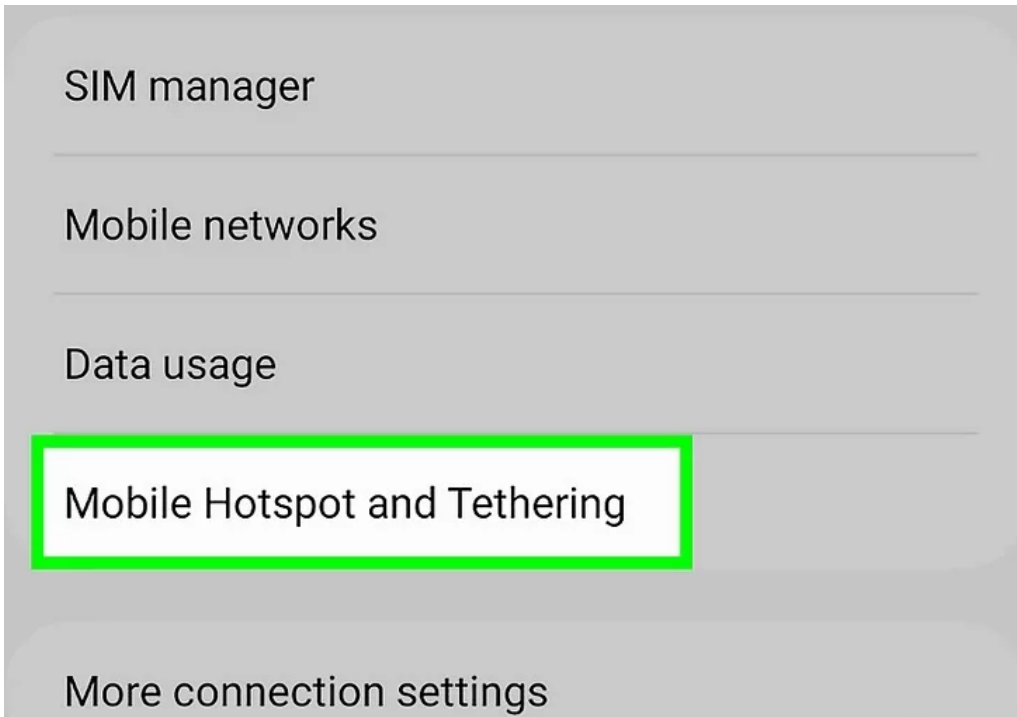 SIM manager
Mobile networks
Data usage
Mobile Hotspot and Tethering
More connection settings